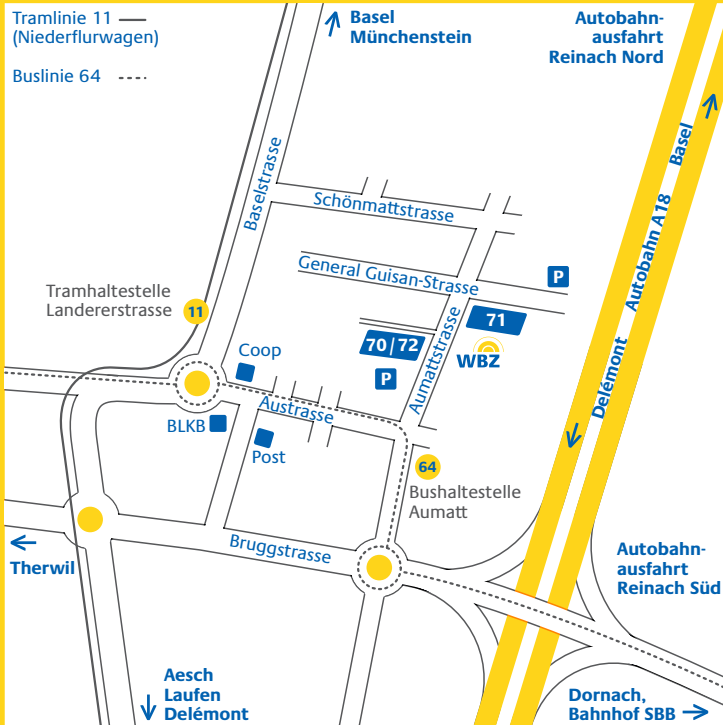 Tramlinie 11
(Niederflurwagen)
Buslinie 64
Basel
Münchenstein
Autobahn-
ausfahrt
Reinach Nord
Baselstrasse
Schönmattstrasse
General Guisan-Strasse
P
Autobahn A18 Basel
Delémont
Tramhaltestelle
Landererstrasse
11
71
70|72
WBZ
Aumattstrasse
P
Coop
Austrasse
BLKB
Post
64
Bushaltestelle
Aumatt
Bruggstrasse
Therwil
Autobahn-
ausfahrt
Reinach Süd
Aesch
Laufen
Delémont
Dornach,
Bahnhof SBB